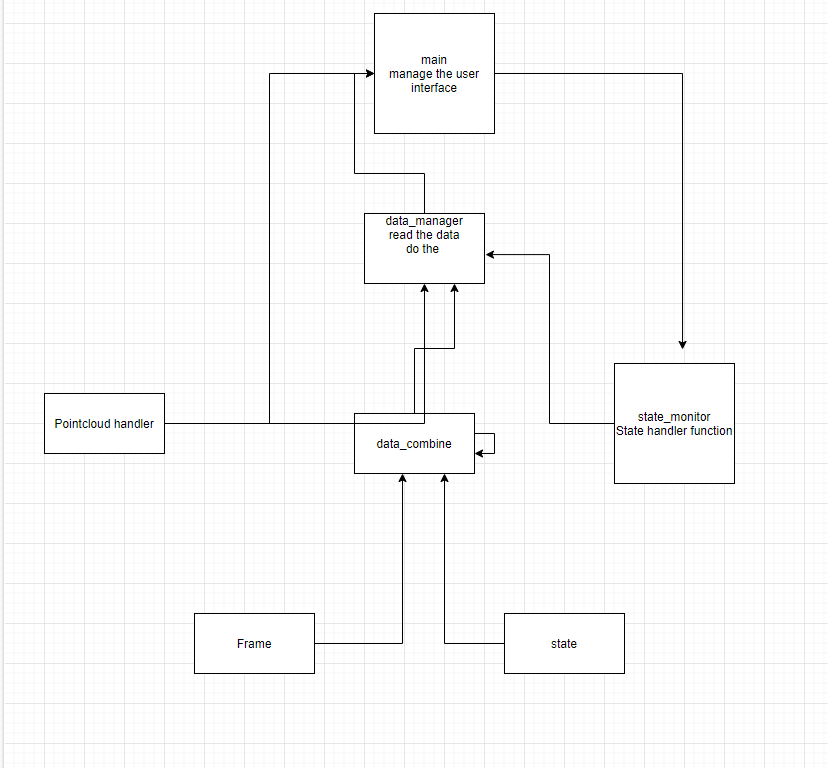 main
manage the user
interface
data_manager
read the data
do the
Pointcloud handler
data_combine
state_monitor
State handler function
Frame
state